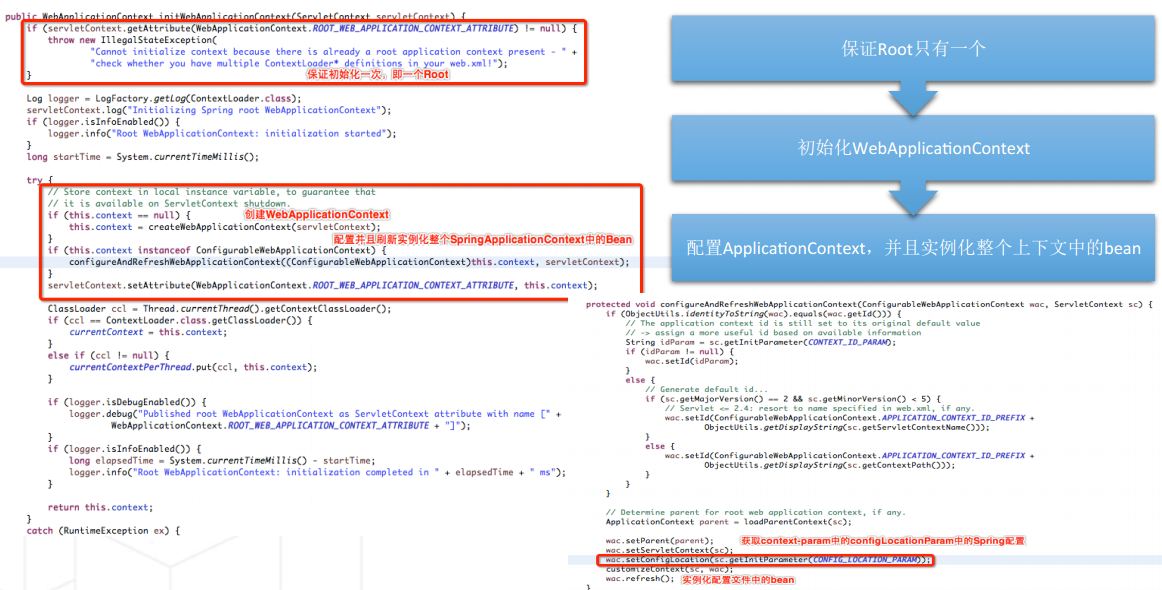 public WebApplicationContext initWebApplicationContext(ServletContext servletContext) {
if (servletContext.getAttribute(WebApplicationContext.ROOT_WEB_APPLICATION_CONTEXT_ATTRIBUTE) != null) {
throw new IllegalStateException(
"Cannot initialize context because there is already a root application context present - " +
"check whether you have multiple ContextLoader* definitions in your web.xml!");
}
保证初始化一次，即一个Root
Log logger = LogFactory.getLog(ContextLoader.class);
servletContext.log("Initializing Spring root WebApplicationContext");
if (logger.isInfoEnabled()) {
logger.info("Root WebApplicationContext: initialization started");
}
long startTime = System.currentTimeMillis();
try {
// Store context in local instance variable, to guarantee that
// it is available on ServletContext shutdown.
if (this.context == null) {
创建WebApplicationContext
this.context = createWebApplicationContext(servletContext);
}
配置并且刷新实例化整个SpringApplicationContext中的Bean
if (this.context instanceof ConfigurableWebApplicationContext) {
configureAndRefreshWebApplicationContext((ConfigurableWebApplicationContext)this.context, servletContext);
}
servletContext.setAttribute(WebApplicationContext.ROOT_WEB_APPLICATION_CONTEXT_ATTRIBUTE, this.context);
ClassLoader ccl = Thread.currentThread().getContextClassLoader();
if (ccl == ContextLoader.class.getClassLoader()) {
currentContext = this.context;
}
else if (ccl != null) {
currentContextPerThread.put(ccl, this.context);
}
if (logger.isDebugEnabled()) {
logger.debug("Published root WebApplicationContext as ServletContext attribute with name [" +
WebApplicationContext.ROOT_WEB_APPLICATION_CONTEXT_ATTRIBUTE + "]");
}
if (logger.isInfoEnabled()) {
long elapsedTime = System.currentTimeMillis() - startTime;
logger.info("Root WebApplicationContext: initialization completed in " + elapsedTime + " ms");
}
return this.context;
}
catch (RuntimeException ex) {
保证Root只有一个
初始化WebApplicationContext
配置ApplicationContext，并且实例化整个上下文中的bean
protected void configureAndRefreshWebApplicationContext(ConfigurableWebApplicationContext wac, ServletContext sc) {
if (ObjectUtils.identityToString(wac).equals(wac.getId())) {
// The application context id is still set to its original default value
// -> assign a more useful id based on available information
String idParam = sc.getInitParameter(CONTEXT_ID_PARAM);
if (idParam != null) {
wac.setId(idParam);
}
else {
// Generate default id...
if (sc.getMajorVersion() == 2 && sc.getMinorVersion() < 5) {
// Servlet <= 2.4: resort to name specified in web.xml, if any.
wac.setId(ConfigurableWebApplicationContext.APPLICATION_CONTEXT_ID_PREFIX +
ObjectUtils.getDisplayString(sc.getServletContextName()));
}
else {
wac.setId(ConfigurableWebApplicationContext.APPLICATION_CONTEXT_ID_PREFIX +
ObjectUtils.getDisplayString(sc.getContextPath()));
}
}
}
// Determine parent for root web application context, if any.
ApplicationContext parent = loadParentContext(sc);
wac.setParent(parent);
获取context-param中的configLocationParam中的Spring配置
wac.setServletContext(sc);
wac.setConfigLocation(sc.getInitParameter(CONFIG_LOCATION_PARAM));
customizeContext(sc, wac);
wac.refresh();
实例化配置文件中的bean
}